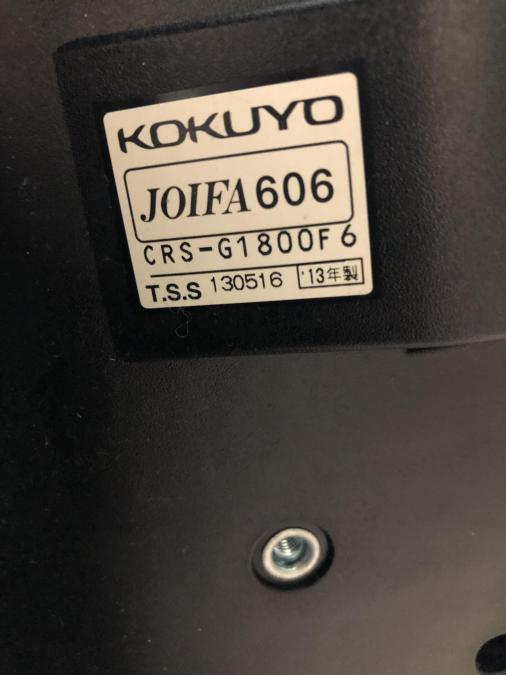 KOKUYO
JOIFA606
CRS-G1800F6
T.S.S 130516 '13年製